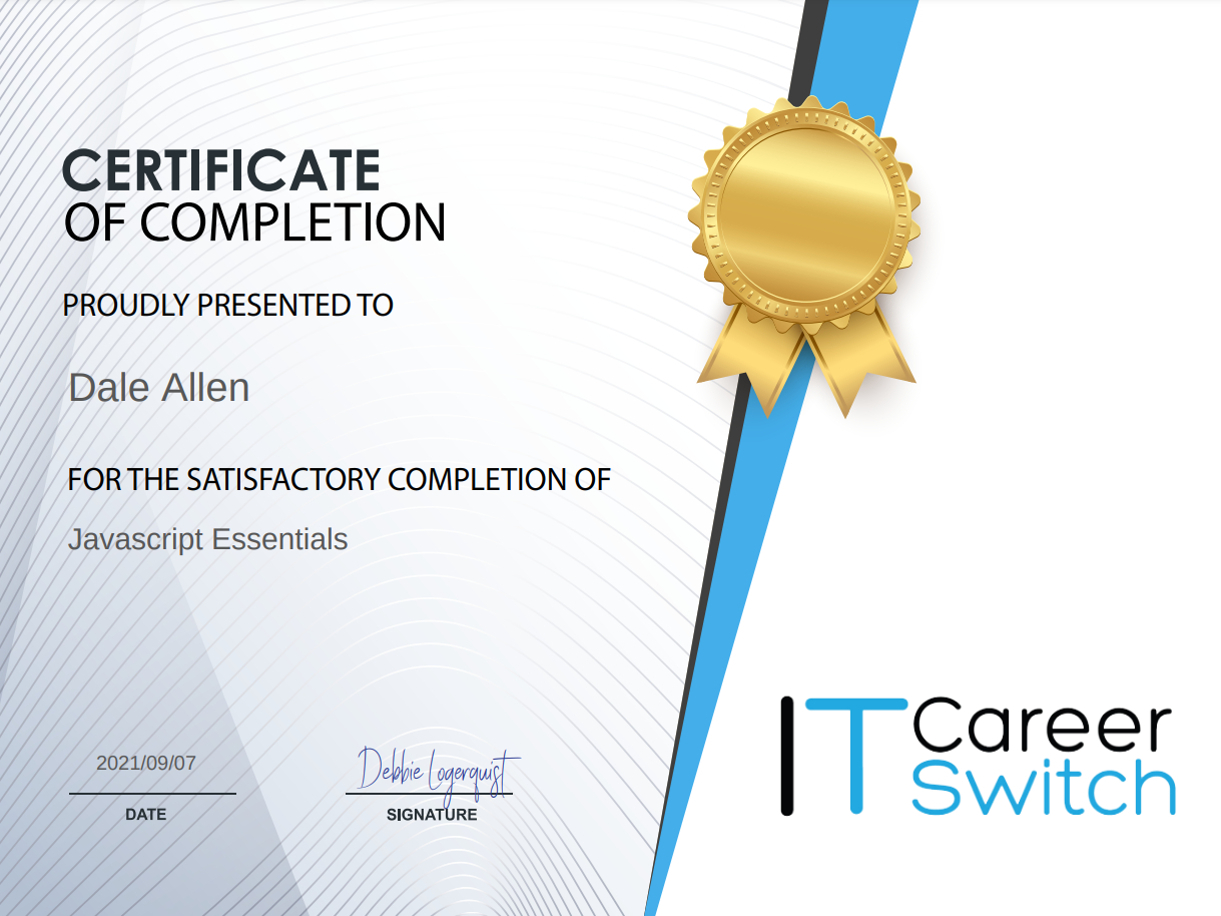 CERTIFICATE
OF COMPLETION
PROUDLY PRESENTED TO
Dale Allen
FOR THE SATISFACTORY COMPLETION OF
Javascript Essentials
2021/09/07
DATE
Debbie Logerquist
SIGNATURE
IT Career
Switch